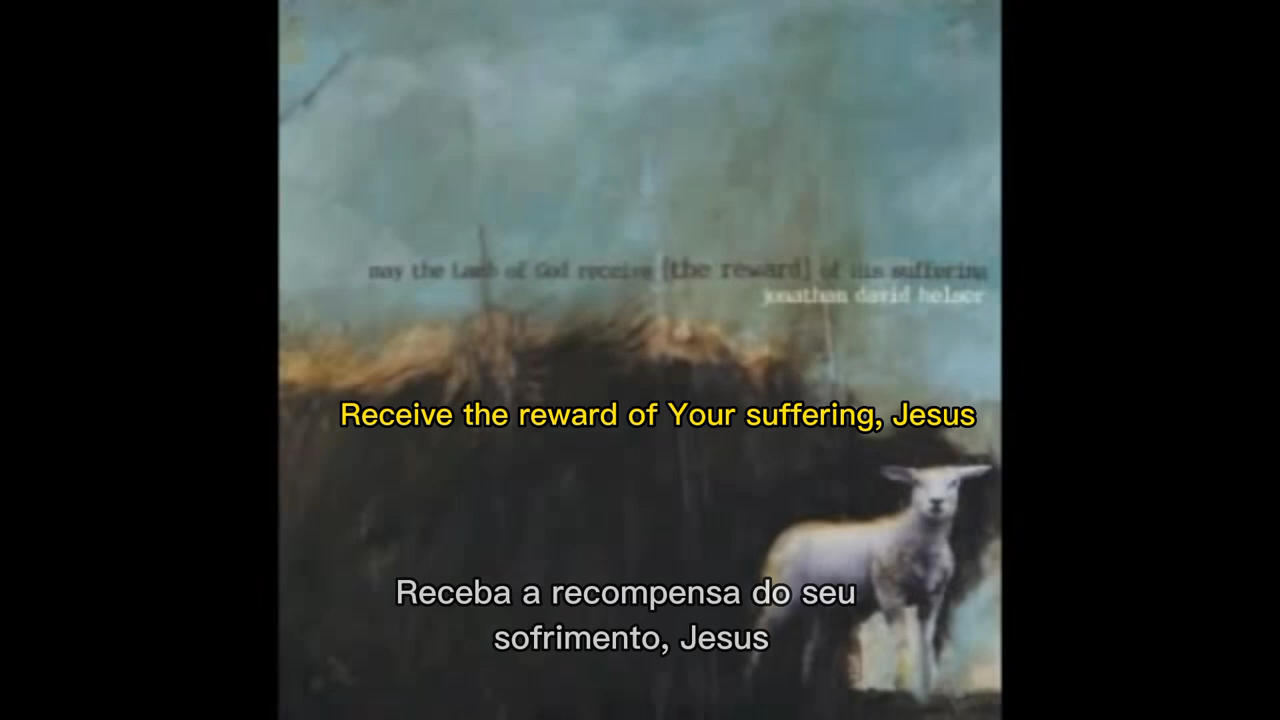 may the Lamb of God receive [the reward] of His suffering
jonathan david helser
Receive the reward of Your suffering, Jesus
Receba a recompensa do seu
sofrimento, Jesus